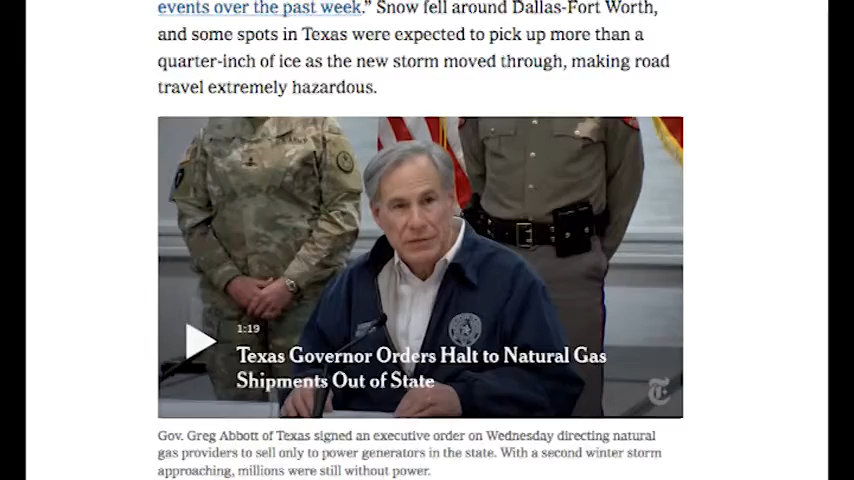 events over the past week.” Snow fell around Dallas-Fort Worth,
and some spots in Texas were expected to pick up more than a
quarter-inch of ice as the new storm moved through, making road
travel extremely hazardous.
1:19
Texas Governor Orders Halt to Natural Gas
Shipments Out of State
Gov. Greg Abbott of Texas signed an executive order on Wednesday directing natural
gas providers to sell only to power generators in the state. With a second winter storm
approaching, millions were still without power.